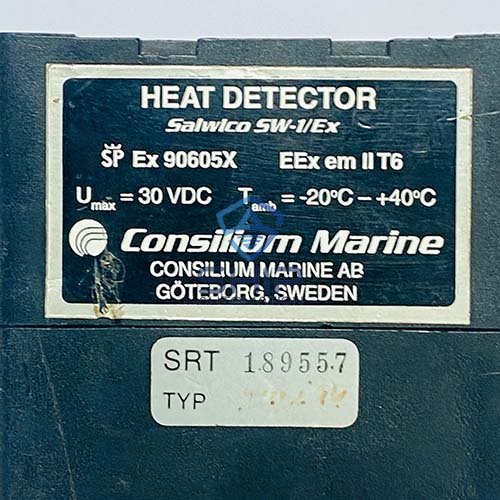 HEAT DETECTOR
Salwico SW-1/Ex
SP Ex 90605X EEx em II T6
Umax = 30 VDC Tamb = -20°C – +40°C
Consilium Marine
CONSILIUM MARINE AB
GÖTEBORG, SWEDEN
SRT 189557
TYP